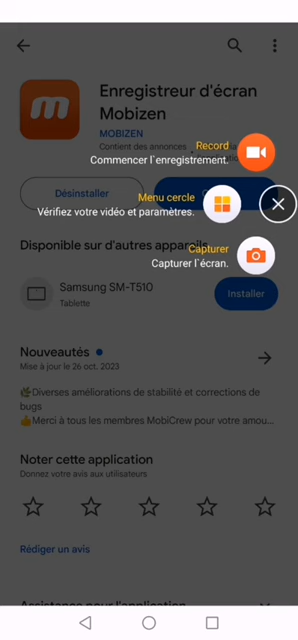 Enregistreur d'écran
Mobizen
MOBIZEN
Contient des annonces
Record
Commencer l`enregistrement.
Désinstaller
Menu cercle
Vérifiez votre vidéo et paramètres.
Disponible sur d'autres appareils
Capturer
Capturer l`écran.
Samsung SM-T510
Tablette
Installer
Nouveautés
Mise à jour le 26 oct. 2023
🌿Diverses améliorations de stabilité et corrections de
bugs
👍Merci à tous les membres MobiCrew pour votre amou...
Noter cette application
Donnez votre avis aux utilisateurs
Rédiger un avis
Assistance pour l'application